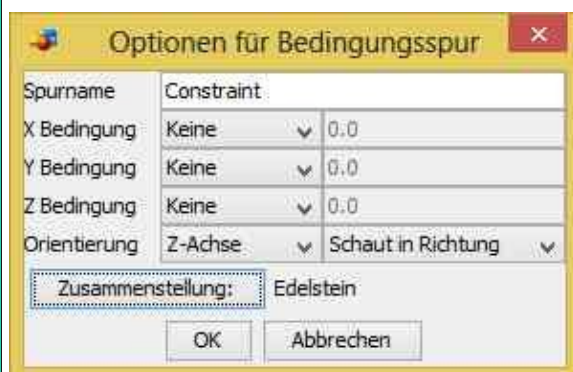 Optionen für Bedingungsspur
Spurname Constraint
X Bedingung Keine 0.0
Y Bedingung Keine 0.0
Z Bedingung Keine 0.0
Orientierung Z-Achse Schaut in Richtung
Zusammenstellung: Edelstein
OK Abbrechen